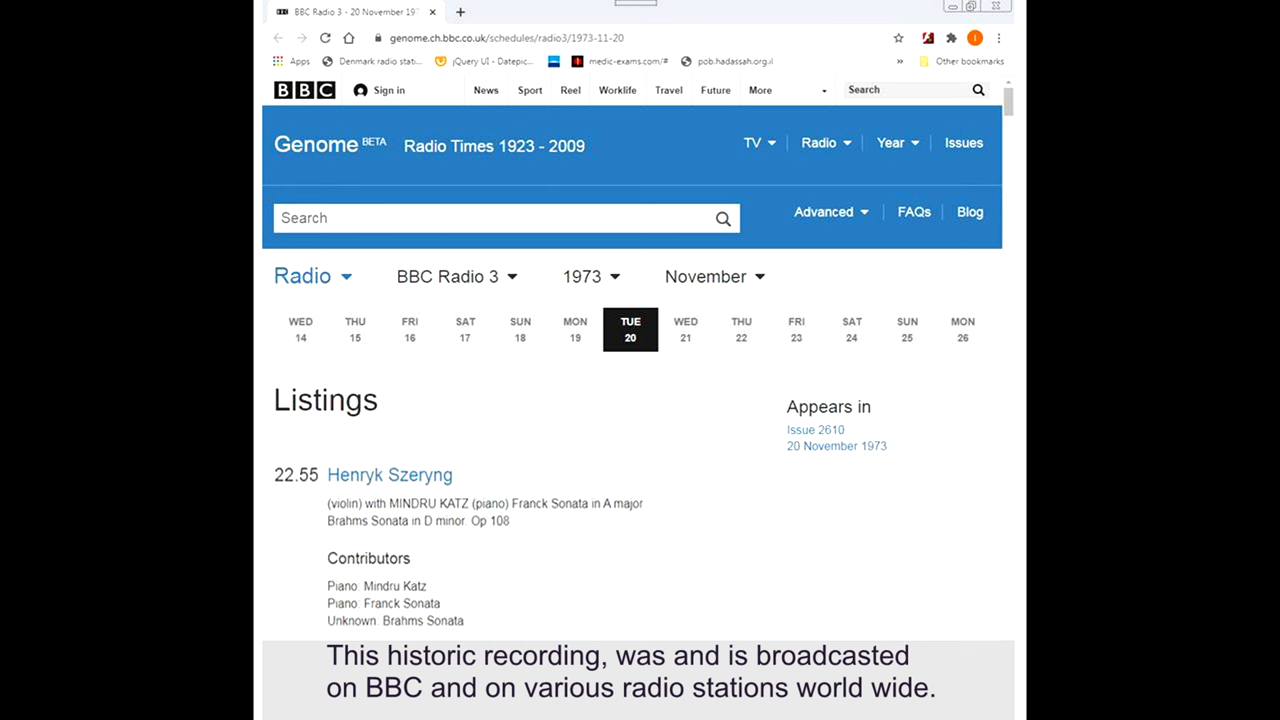 BBC Radio 3 - 20 November 197
genome.ch.bbc.co.uk/schedules/radio3/1973-11-20
Apps Denmark radio stati... jQuery UI - Datepic... medic-exams.com/# pob.hadassah.org.il » Other bookmarks
BBC Sign in News Sport Reel Worklife Travel Future More Search
Genome BETA Radio Times 1923 - 2009 TV Radio Year Issues
Search Advanced FAQs Blog
Radio BBC Radio 3 1973 November
WED THU FRI SAT SUN MON TUE WED THU FRI SAT SUN MON
14 15 16 17 18 19 20 21 22 23 24 25 26
Listings
Appears in
Issue 2610
20 November 1973
22.55 Henryk Szeryng
(violin) with MINDRU KATZ (piano) Franck Sonata in A major
Brahms Sonata in D minor. Op 108
Contributors
Piano: Mindru Katz
Piano: Franck Sonata
Unknown: Brahms Sonata
This historic recording, was and is broadcasted
on BBC and on various radio stations world wide.